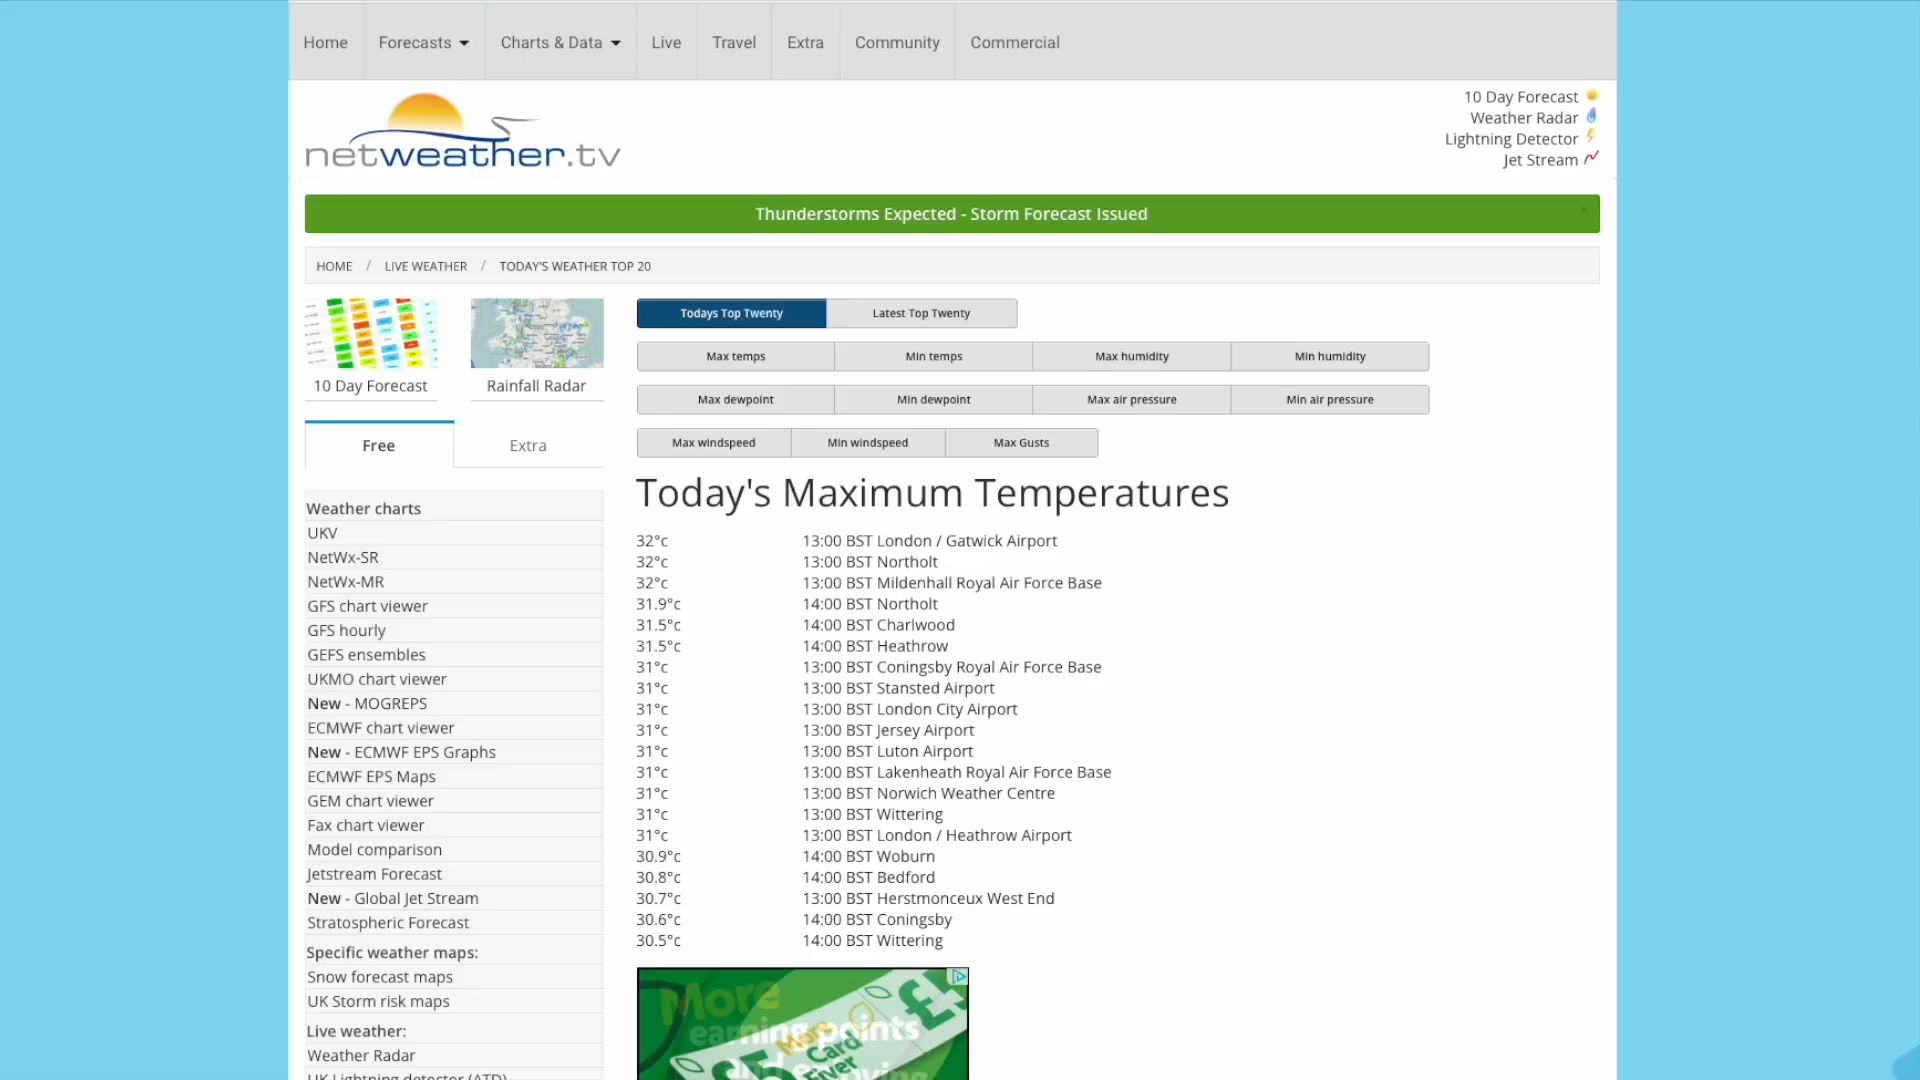 Home Forecasts Charts & Data Live Travel Extra Community Commercial
netweather.tv
10 Day Forecast
Weather Radar
Lightning Detector
Jet Stream
Thunderstorms Expected - Storm Forecast Issued
HOME / LIVE WEATHER / TODAY'S WEATHER TOP 20
10 Day Forecast Rainfall Radar
Free Extra
Weather charts
UKV
NetWx-SR
NetWx-MR
GFS chart viewer
GFS hourly
GEFS ensembles
UKMO chart viewer
New - MOGREPS
ECMWF chart viewer
New - ECMWF EPS Graphs
ECMWF EPS Maps
GEM chart viewer
Fax chart viewer
Model comparison
Jetstream Forecast
New - Global Jet Stream
Stratospheric Forecast
Specific weather maps:
Snow forecast maps
UK Storm risk maps
Live weather:
Weather Radar
UK Lightning detector (ATD)
Todays Top Twenty Latest Top Twenty
Max temps Min temps Max humidity Min humidity
Max dewpoint Min dewpoint Max air pressure Min air pressure
Max windspeed Min windspeed Max Gusts
Today's Maximum Temperatures
32°c 13:00 BST London / Gatwick Airport
32°c 13:00 BST Northolt
32°c 13:00 BST Mildenhall Royal Air Force Base
31.9°c 14:00 BST Northolt
31.5°c 14:00 BST Charlwood
31.5°c 14:00 BST Heathrow
31°c 13:00 BST Coningsby Royal Air Force Base
31°c 13:00 BST Stansted Airport
31°c 13:00 BST London City Airport
31°c 13:00 BST Jersey Airport
31°c 13:00 BST Luton Airport
31°c 13:00 BST Lakenheath Royal Air Force Base
31°c 13:00 BST Norwich Weather Centre
31°c 13:00 BST Wittering
31°c 13:00 BST London / Heathrow Airport
30.9°c 14:00 BST Woburn
30.8°c 14:00 BST Bedford
30.7°c 13:00 BST Herstmonceux West End
30.6°c 14:00 BST Coningsby
30.5°c 14:00 BST Wittering
More
earning points
More
Card
Fiver